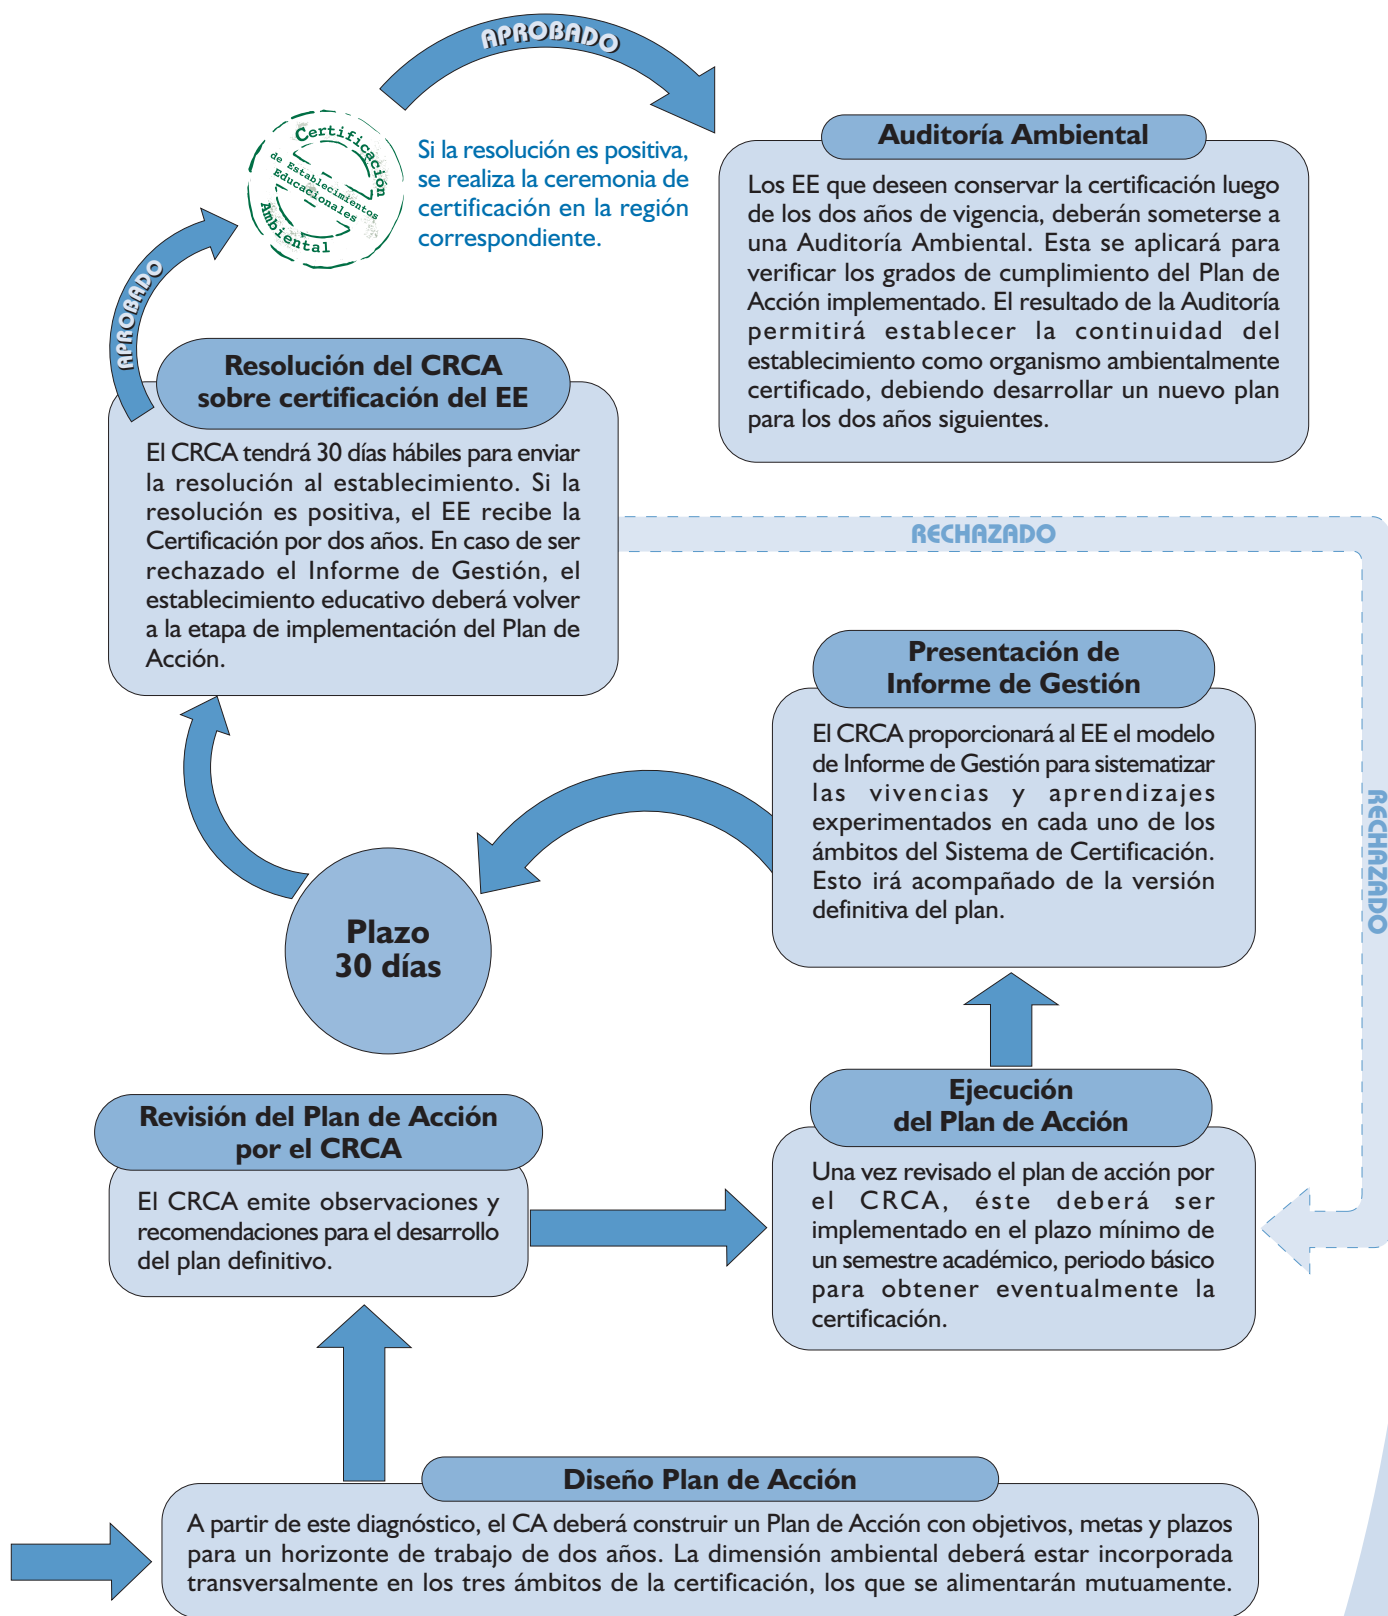 APROBADO
Certificación
de Establecimientos
Educacionales
Ambiental
Si la resolución es positiva,
se realiza la ceremonia de
certificación en la región
correspondiente.
Auditoría Ambiental
Los EE que deseen conservar la certificación luego
de los dos años de vigencia, deberán someterse a
una Auditoría Ambiental. Esta se aplicará para
verificar los grados de cumplimiento del Plan de
Acción implementado. El resultado de la Auditoría
permitirá establecer la continuidad del
establecimiento como organismo ambientalmente
certificado, debiendo desarrollar un nuevo plan
para los dos años siguientes.
APROBADO
Resolución del CRCA
sobre certificación del EE
El CRCA tendrá 30 días hábiles para enviar
la resolución al establecimiento. Si la
resolución es positiva, el EE recibe la
Certificación por dos años. En caso de ser
rechazado el Informe de Gestión, el
establecimiento educativo deberá volver
a la etapa de implementación del Plan de
Acción.
RECHAZADO
RECHAZADO
Presentación de
Informe de Gestión
El CRCA proporcionará al EE el modelo
de Informe de Gestión para sistematizar
las vivencias y aprendizajes
experimentados en cada uno de los
ámbitos del Sistema de Certificación.
Esto irá acompañado de la versión
definitiva del plan.
Plazo
30 días
Revisión del Plan de Acción
por el CRCA
El CRCA emite observaciones y
recomendaciones para el desarrollo
del plan definitivo.
Ejecución
del Plan de Acción
Una vez revisado el plan de acción por
el CRCA, éste deberá ser
implementado en el plazo mínimo de
un semestre académico, periodo básico
para obtener eventualmente la
certificación.
Diseño Plan de Acción
A partir de este diagnóstico, el CA deberá construir un Plan de Acción con objetivos, metas y plazos
para un horizonte de trabajo de dos años. La dimensión ambiental deberá estar incorporada
transversalmente en los tres ámbitos de la certificación, los que se alimentarán mutuamente.